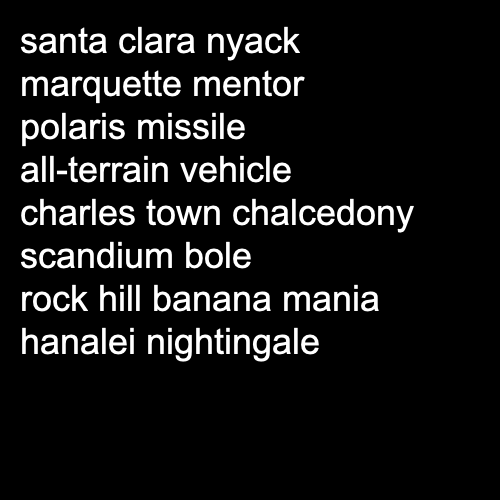 santa clara nyack
marquette mentor
polaris missile
all-terrain vehicle
charles town chalcedony
scandium bole
rock hill banana mania
hanalei nightingale